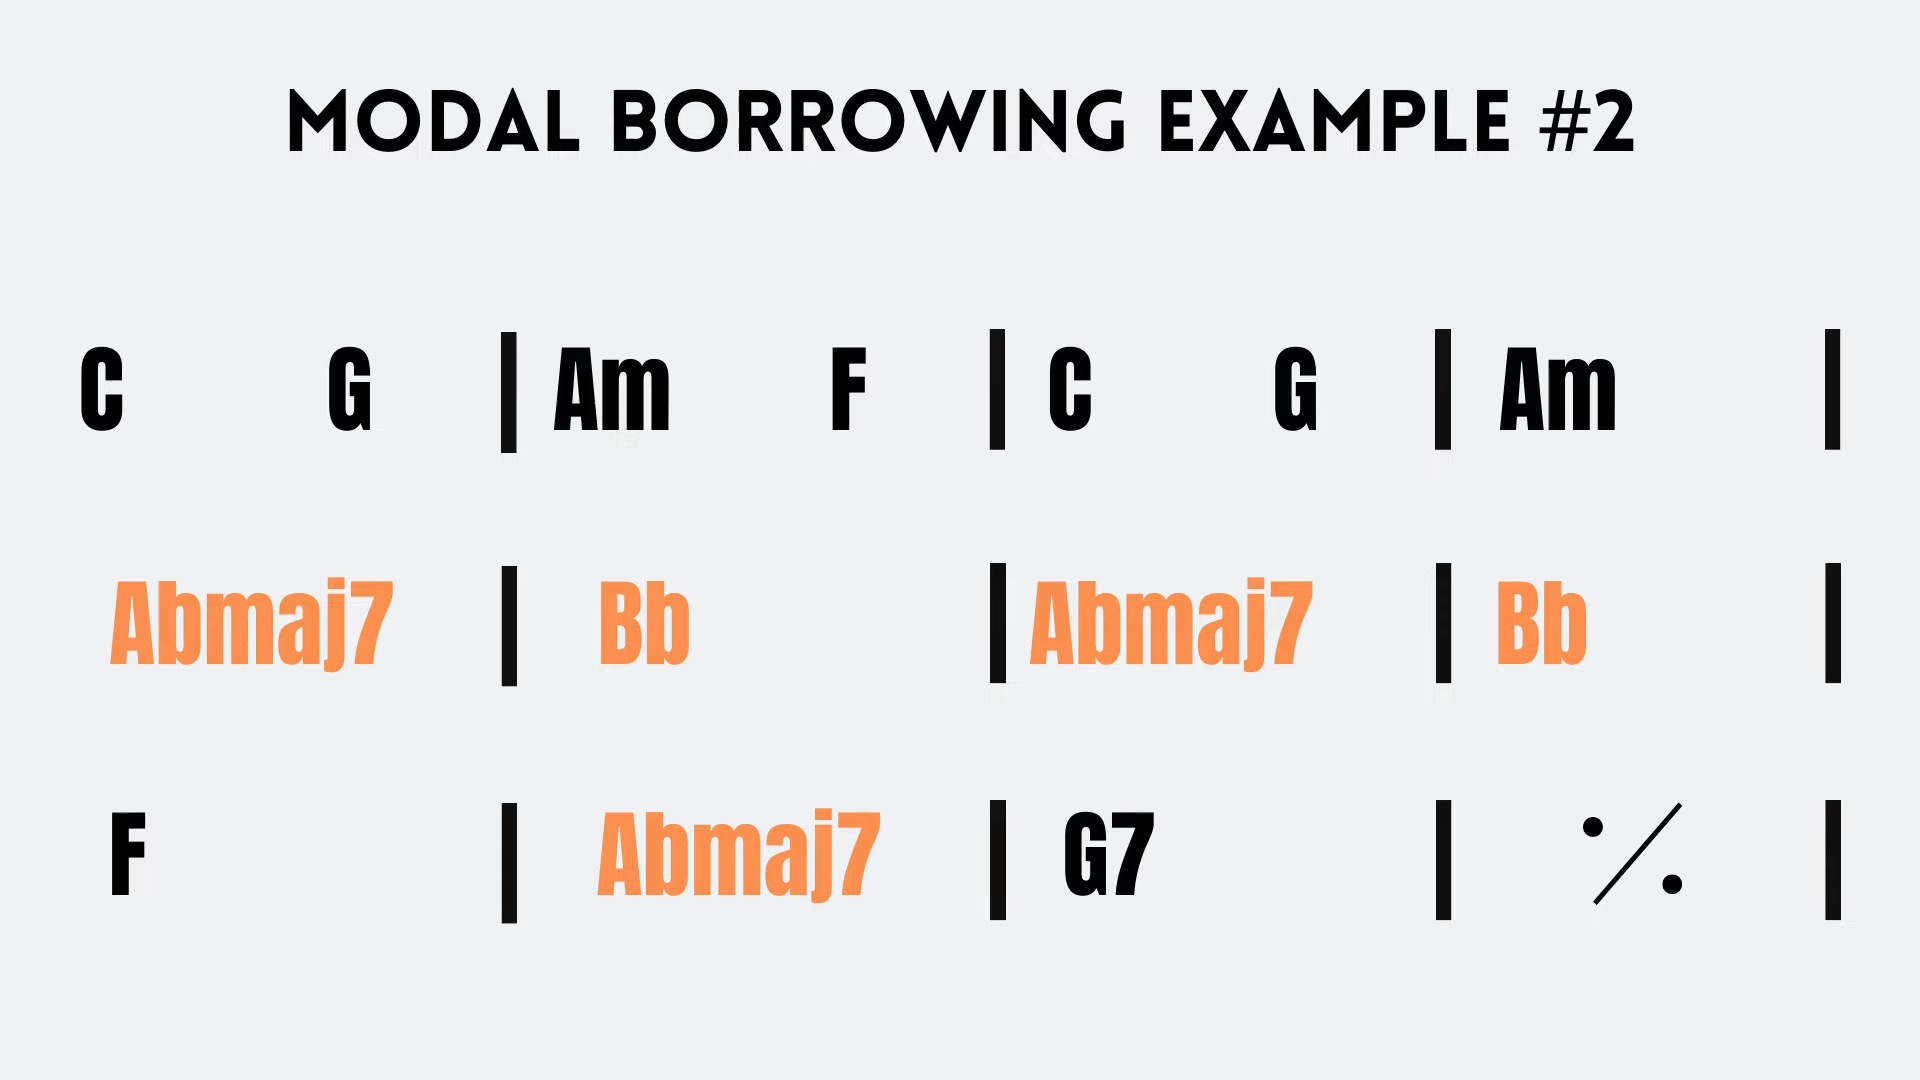 MODAL BORROWING EXAMPLE #2
C G | Am F | C G | Am |
Abmaj7 | Bb | Abmaj7 | Bb |
F | Abmaj7 | G7 | 𝄎 |